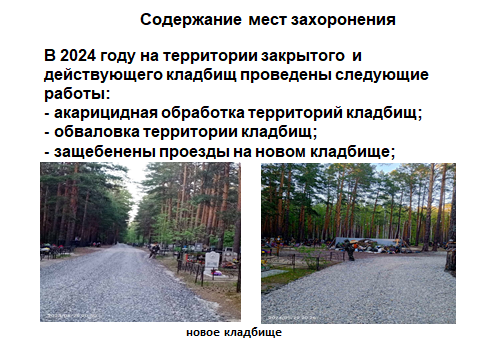 Содержание мест захоронения
В 2024 году на территории закрытого и
действующего кладбищ проведены следующие
работы:
- акарицидная обработка территорий кладбищ;
- обваловка территории кладбищ;
- защебенены проезды на новом кладбище;
новое кладбище